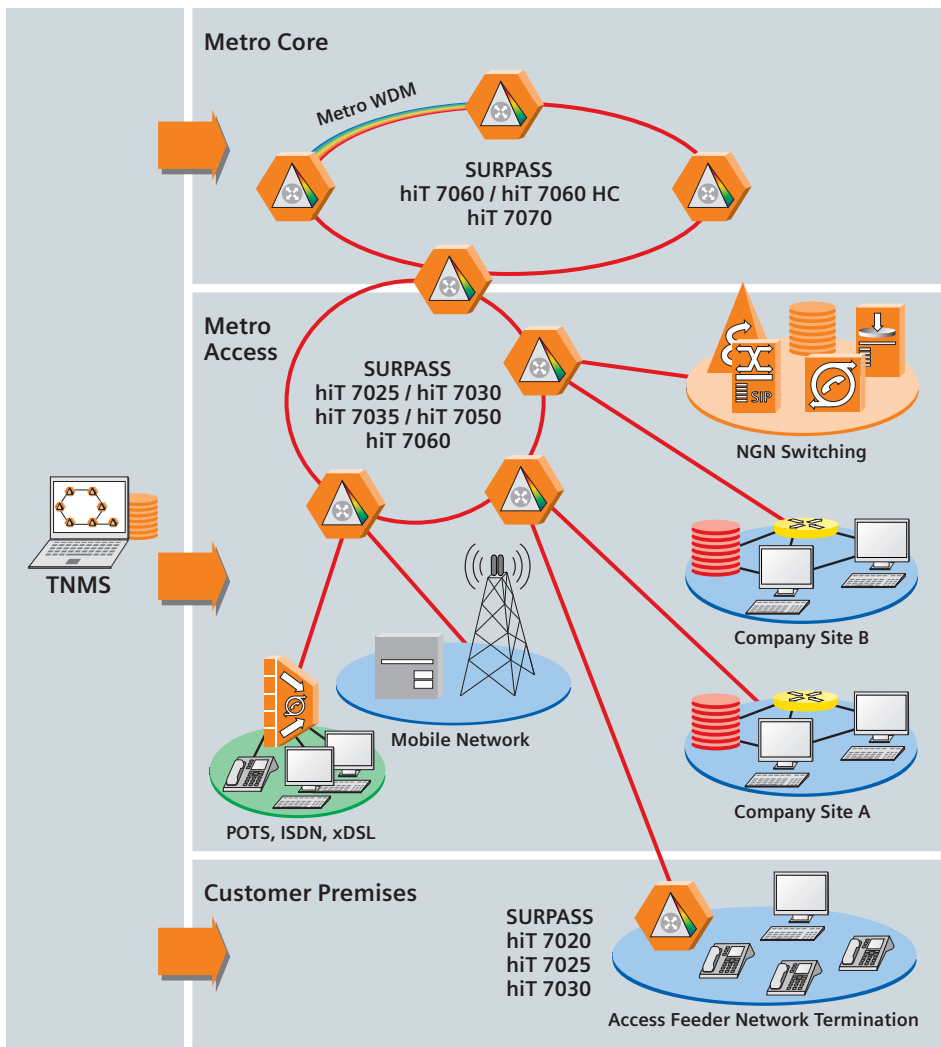 Metro Core
Metro WDM
SURPASS
hiT 7060 / hiT 7060 HC
hiT 7070
Metro
Access
SURPASS
hiT 7025 / hiT 7030
hiT 7035 / hiT 7050
hiT 7060
SIP
NGN Switching
TNMS
Company Site B
Mobile Network
Company Site A
POTS, ISDN, xDSL
Customer Premises
SURPASS
hiT 7020
hiT 7025
hiT 7030
Access Feeder Network Termination